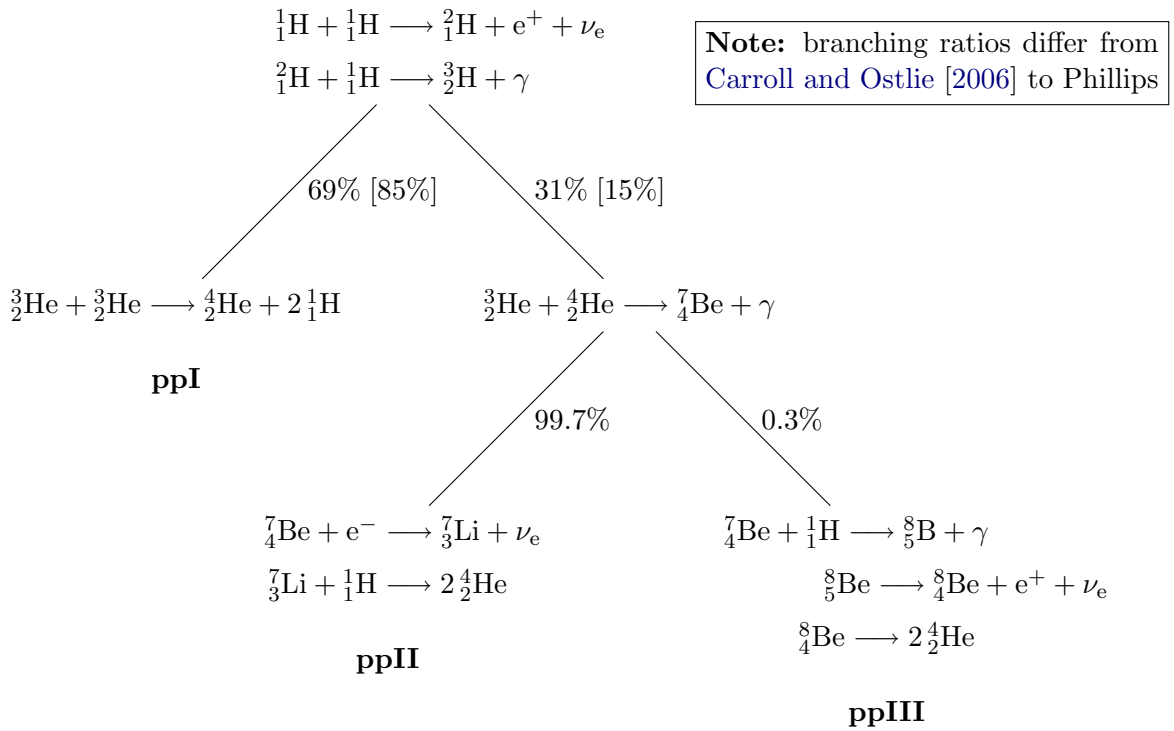 ¹₁H + ¹₁H ⟶ ²₁H + e⁺ + νₑ
²₁H + ¹₁H ⟶ ³₂H + γ
Note: branching ratios differ from
Carroll and Ostlie [2006] to Phillips
69% [85%]
31% [15%]
³₂He + ³₂He ⟶ ⁴₂He + 2 ¹₁H
ppI
³₂He + ⁴₂He ⟶ ⁷₄Be + γ
99.7%
0.3%
⁷₄Be + e⁻ ⟶ ⁷₃Li + νₑ
⁷₃Li + ¹₁H ⟶ 2 ⁴₂He
ppII
⁷₄Be + ¹₁H ⟶ ⁸₅B + γ
⁸₅Be ⟶ ⁸₄Be + e⁺ + νₑ
⁸₄Be ⟶ 2 ⁴₂He
ppIII